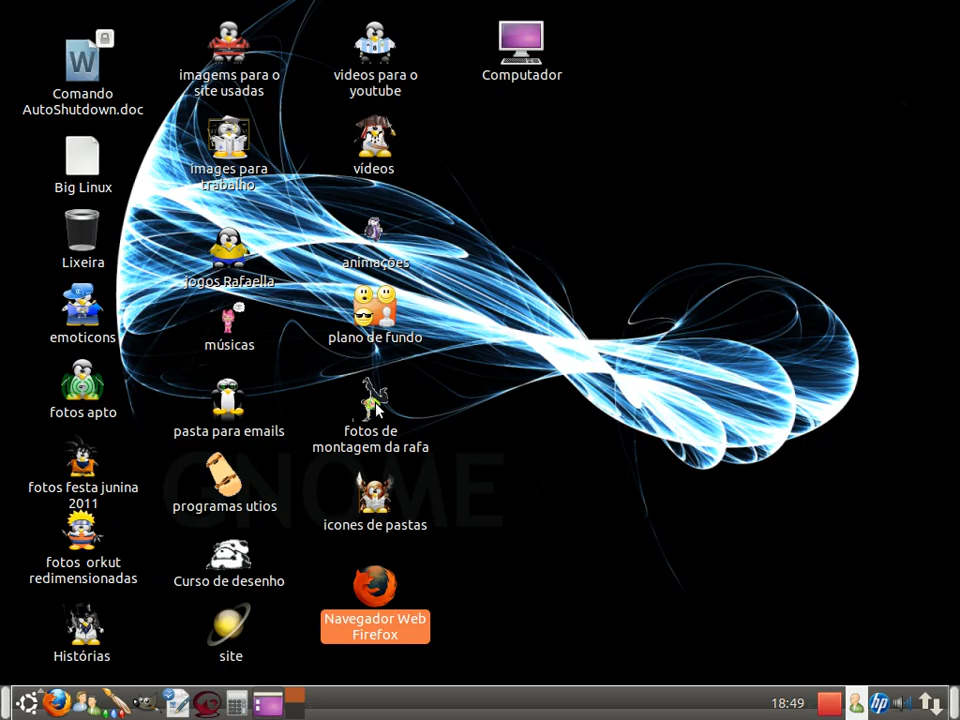 Comando
AutoShutdown.doc
Big Linux
Lixeira
emoticons
fotos apto
fotos festa junina
2011
fotos  orkut
redimensionadas
Histórias
imagems para o
site usadas
images para
trabalho
jogos Rafaella
músicas
pasta para emails
programas utios
Curso de desenho
site
videos para o
youtube
videos
animações
plano de fundo
fotos de
montagem da rafa
icones de pastas
Navegador Web
Firefox
Computador
GNOME
W
18:49
hp